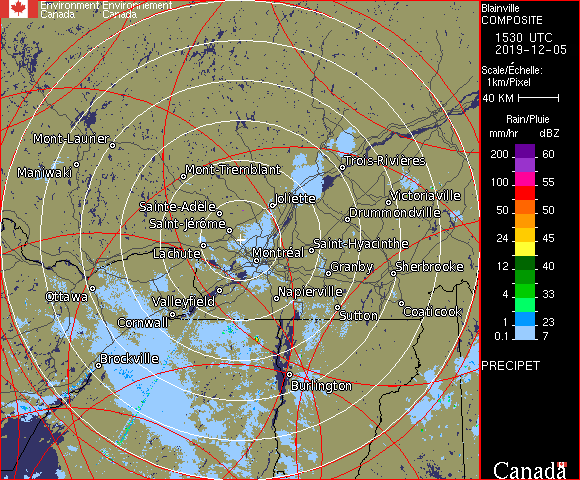 Environment Environnement
Canada Canada
Blainville
COMPOSITE
1530 UTC
2019-12-05
Scale/Échelle:
1km/Pixel
40 KM
Rain/Pluie
mm/hr dBZ
200 60
100 55
50 50
24 45
12 40
4 33
1 23
0.1 7
PRECIPET
Canada
Mont-Laurier
Maniwaki
Mont-Tremblant
Trois-Rivières
Joliette
Victoriaville
Sainte-Adèle
Drummondville
Saint-Jérôme
Lachute
Montréal
Saint-Hyacinthe
Granby
Sherbrooke
Ottawa
Valleyfield
Napierville
Cornwall
Sutton
Coaticook
Brockville
Burlington